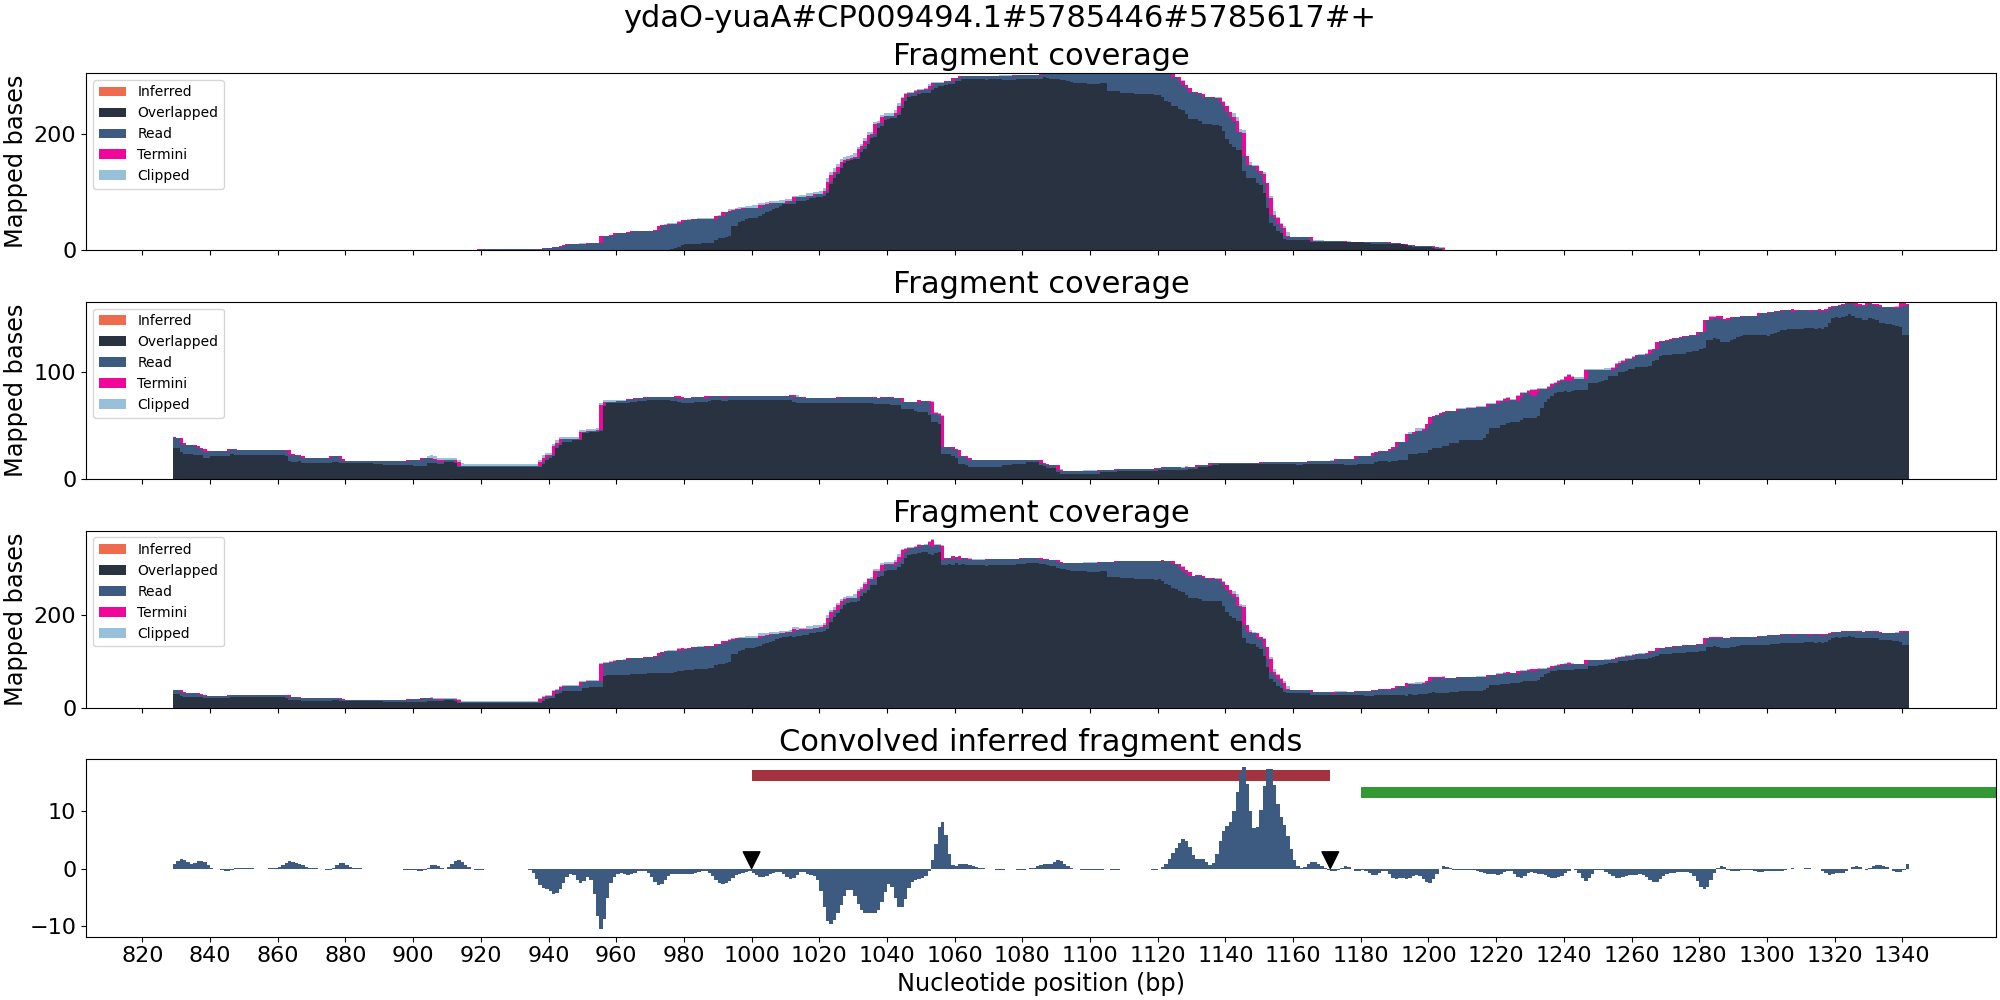 ydaO-yuaA#CP009494.1#5785446#5785617#+
Fragment coverage
Mapped bases
200
0
Inferred
Overlapped
Read
Termini
Clipped
Fragment coverage
Mapped bases
100
0
Inferred
Overlapped
Read
Termini
Clipped
Fragment coverage
Mapped bases
200
0
Inferred
Overlapped
Read
Termini
Clipped
Convolved inferred fragment ends
10
0
−10
820 840 860 880 900 920 940 960 980 1000 1020 1040 1060 1080 1100 1120 1140 1160 1180 1200 1220 1240 1260 1280 1300 1320 1340
Nucleotide position (bp)